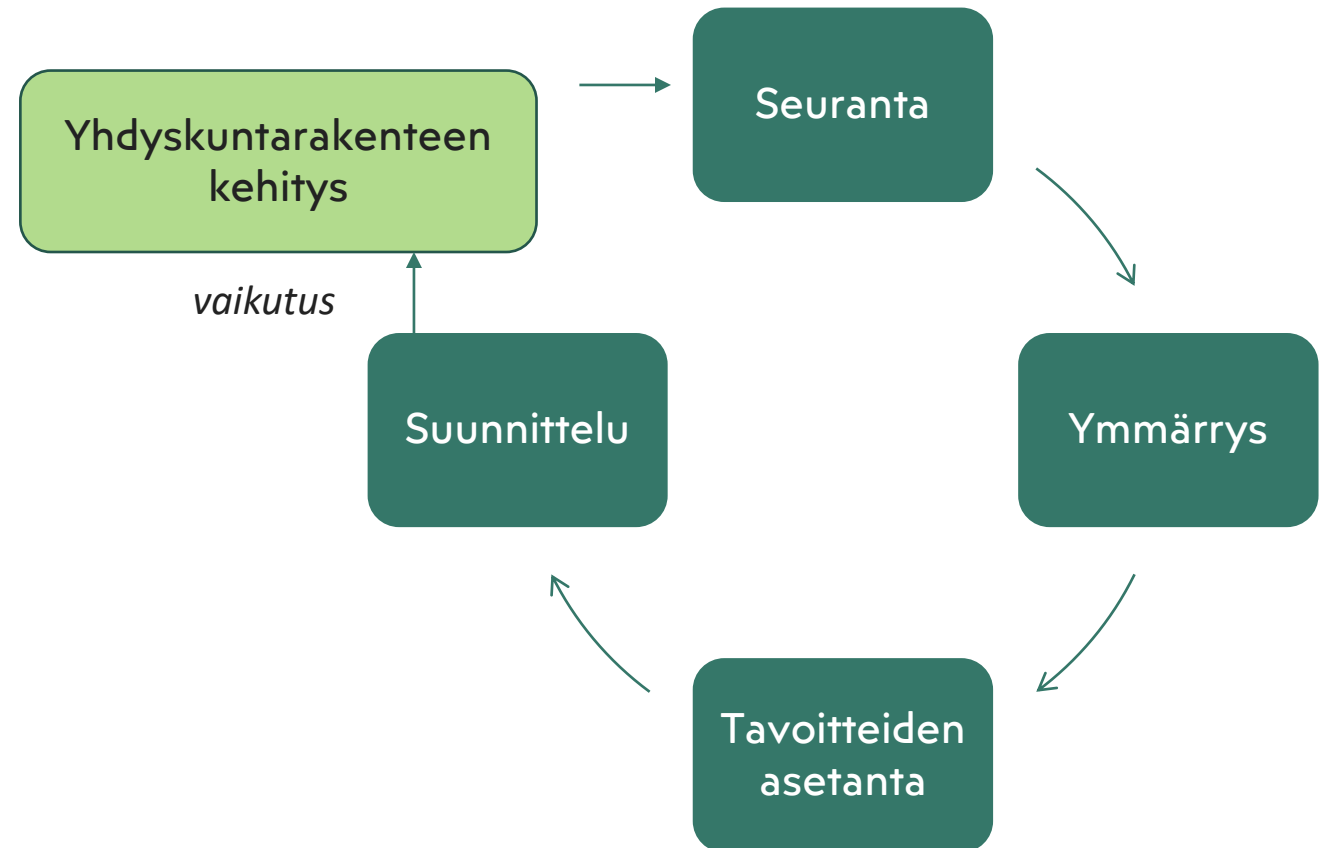 Yhdyskuntarakenteen
kehitys
Seuranta
vaikutus
Suunnittelu
Ymmärrys
Tavoitteiden
asetanta